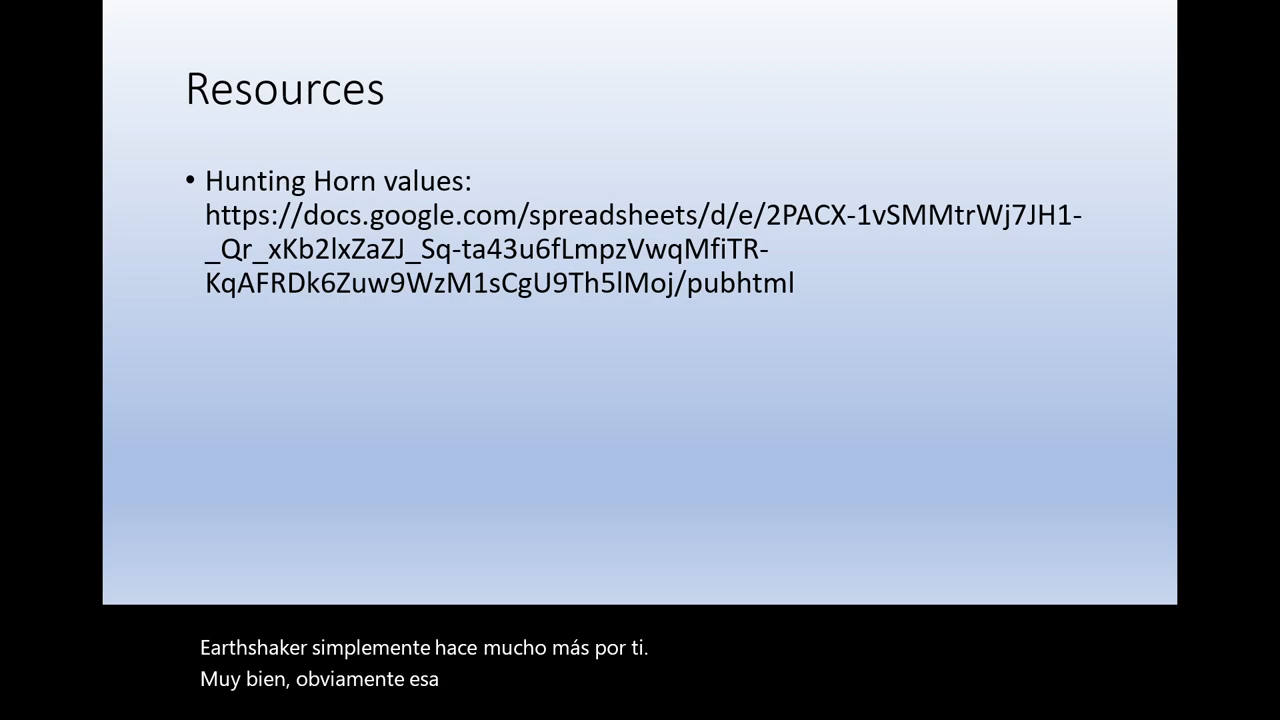 Resources
• Hunting Horn values:
https://docs.google.com/spreadsheets/d/e/2PACX-1vSMMtrWj7JH1-
_Qr_xKb2lxZaZJ_Sq-ta43u6fLmpzVwqMfiTR-
KqAFRDk6Zuw9WzM1sCgU9Th5lMoj/pubhtml
Earthshaker simplemente hace mucho más por ti.
Muy bien, obviamente esa